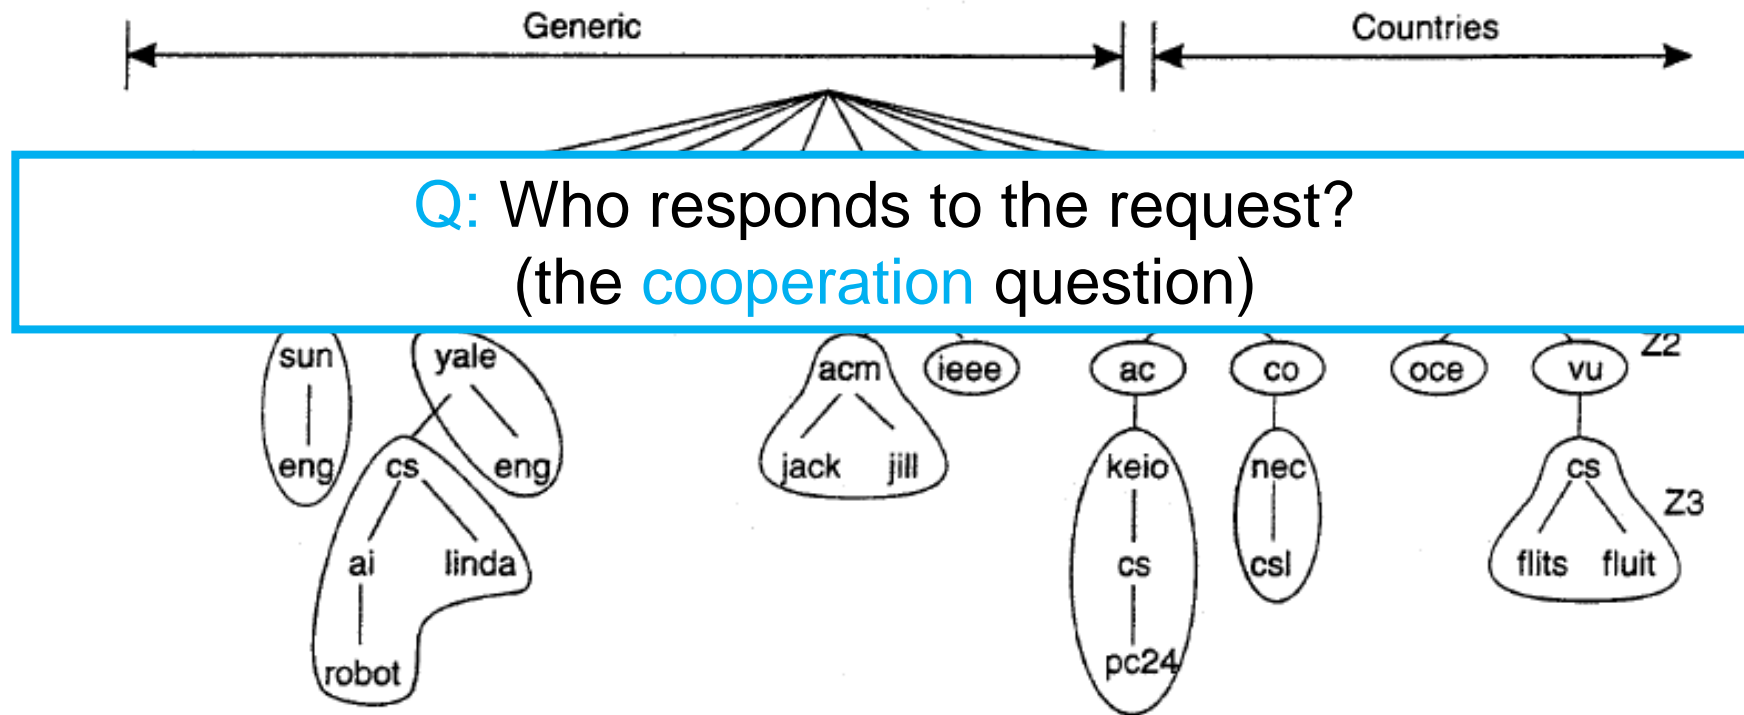 Generic Countries
Q: Who responds to the request?
(the cooperation question)
Z2
sun yale acm ieee ac co oce vu
eng cs eng jack jill keio nec cs
Z3
ai linda cs csl flits fluit
robot pc24